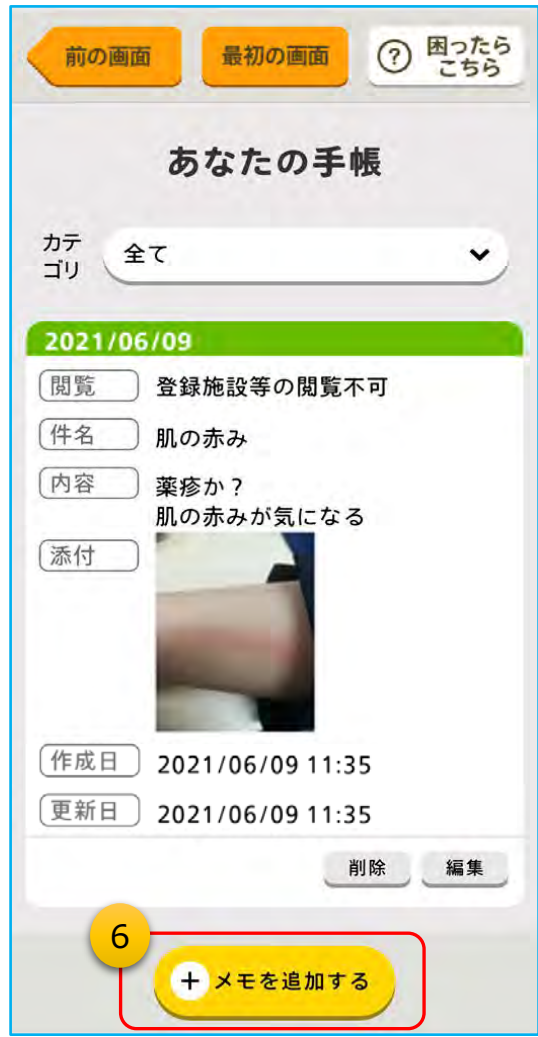 前の画面
最初の画面
? 困ったら
こちら
あなたの手帳
カテ
ゴリ
全て
2021/06/09
閲覧 登録施設等の閲覧不可
件名 肌の赤み
内容 薬疹か?
肌の赤みが気になる
添付
作成日 2021/06/09 11:35
更新日 2021/06/09 11:35
削除 編集
6
+ メモを追加する